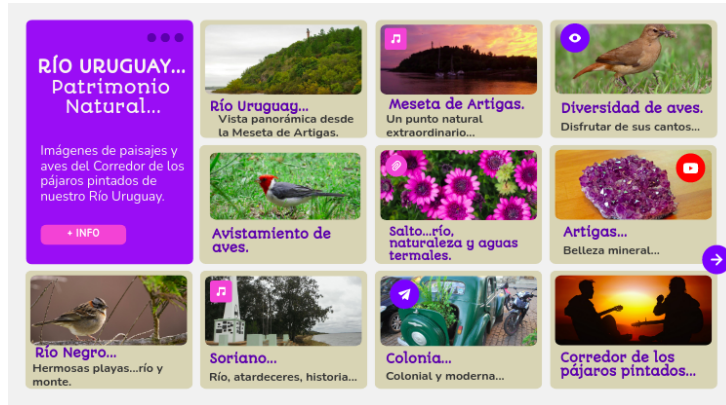 RÍO URUGUAY...
Patrimonio
Natural...
Imágenes de paisajes y
aves del Corredor de los
pájaros pintados de
nuestro Río Uruguay.
+ INFO
Río Uruguay...
Vista panorámica desde
la Meseta de Artigas.
Meseta de Artigas.
Un punto natural
extraordinario...
Diversidad de aves.
Disfrutar de sus cantos...
Avistamiento de
aves.
Salto...río,
naturaleza y aguas
termales.
Artigas...
Belleza mineral...
Río Negro...
Hermosas playas...río y
monte.
Soriano...
Río, atardeceres, historia...
Colonia...
Colonial y moderna...
Corredor de los
pájaros pintados...